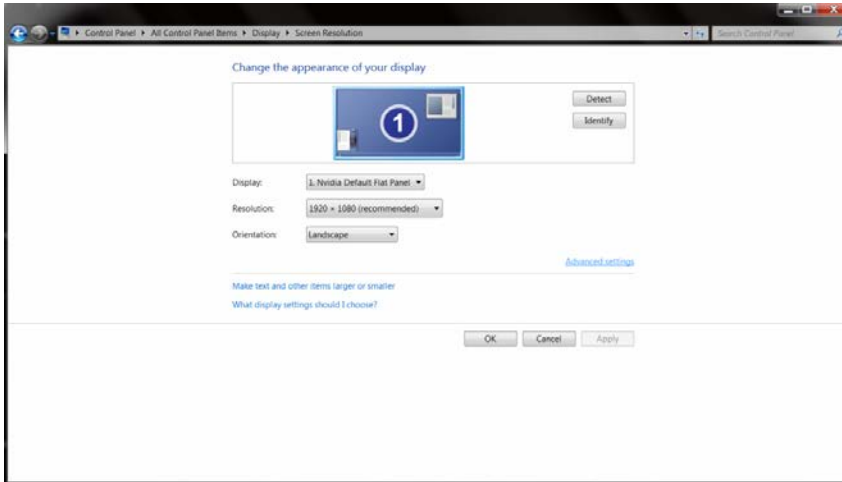 Control Panel ▸ All Control Panel Items ▸ Display ▸ Screen Resolution
Search Control Panel
Change the appearance of your display
1
Detect
Identify
Display: 1. Nvidia Default Flat Panel
Resolution: 1920 × 1080 (recommended)
Orientation: Landscape
Advanced settings
Make text and other items larger or smaller
What display settings should I choose?
OK Cancel Apply